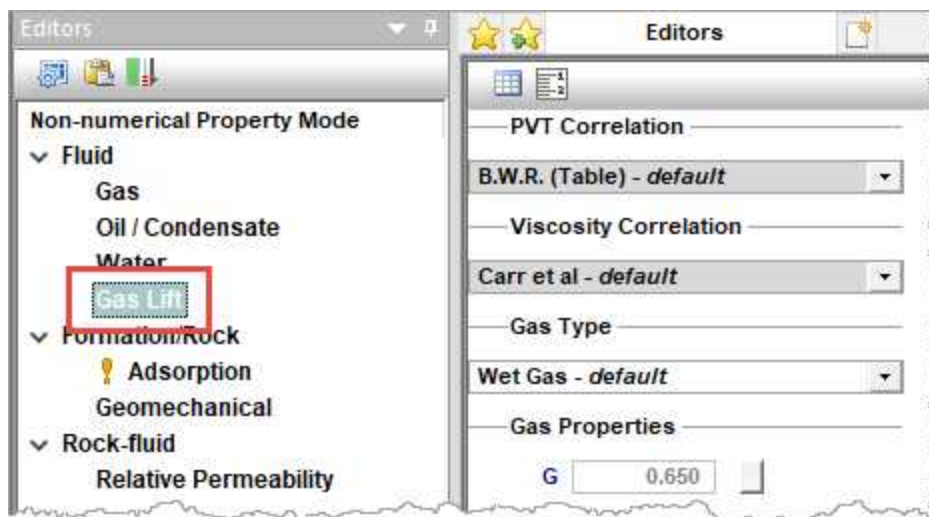 Editors
Non-numerical Property Mode
Fluid
Gas
Oil / Condensate
Water
Gas Lift
Formation/Rock
Adsorption
Geomechanical
Rock-fluid
Relative Permeability
Editors
PVT Correlation
B.W.R. (Table) - default
Viscosity Correlation
Carr et al - default
Gas Type
Wet Gas - default
Gas Properties
G 0.650